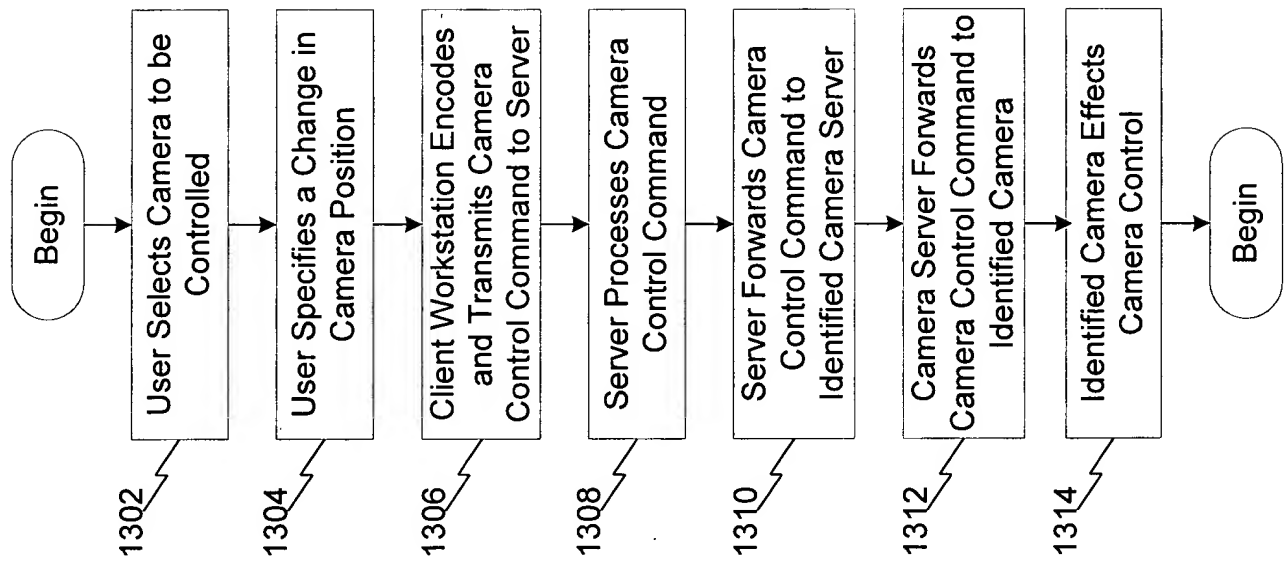 Begin
1302
User Selects Camera to be
Controlled
1304
User Specifies a Change in
Camera Position
1306
Client Workstation Encodes
and Transmits Camera
Control Command to Server
1308
Server Processes Camera
Control Command
1310
Server Forwards Camera
Control Command to
Identified Camera Server
1312
Camera Server Forwards
Camera Control Command to
Identified Camera
1314
Identified Camera Effects
Camera Control
Begin